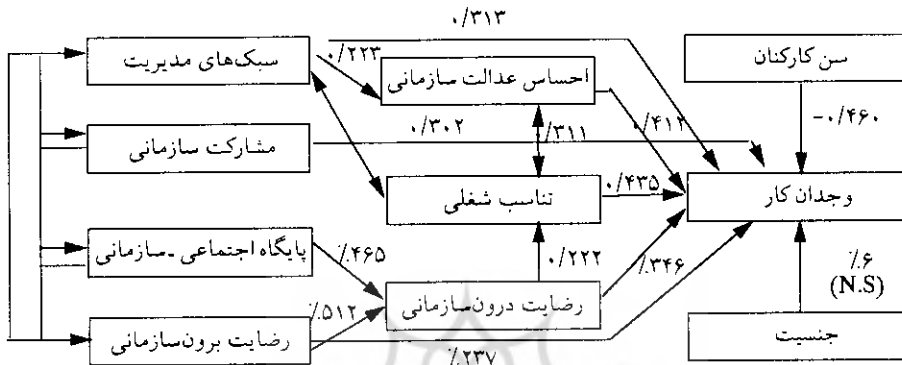 ۰/۳۱۳
سبک‌های مدیریت
۰/۲۲۳
احساس عدالت سازمانی
سن کارکنان
مشارکت سازمانی
۰/۳۰۲
۰/۳۱۱
۰/۴۱۲
-۰/۴۶۰
تناسب شغلی
۰/۴۳۵
وجدان کار
پایگاه اجتماعی ـ سازمانی
٪۴۶۵
۰/۲۲۲
٪۳۴۶
٪۶
(N.S)
رضایت درون‌سازمانی
رضایت برون‌سازمانی
٪۵۱۲
٪۲۳۷
جنسیت